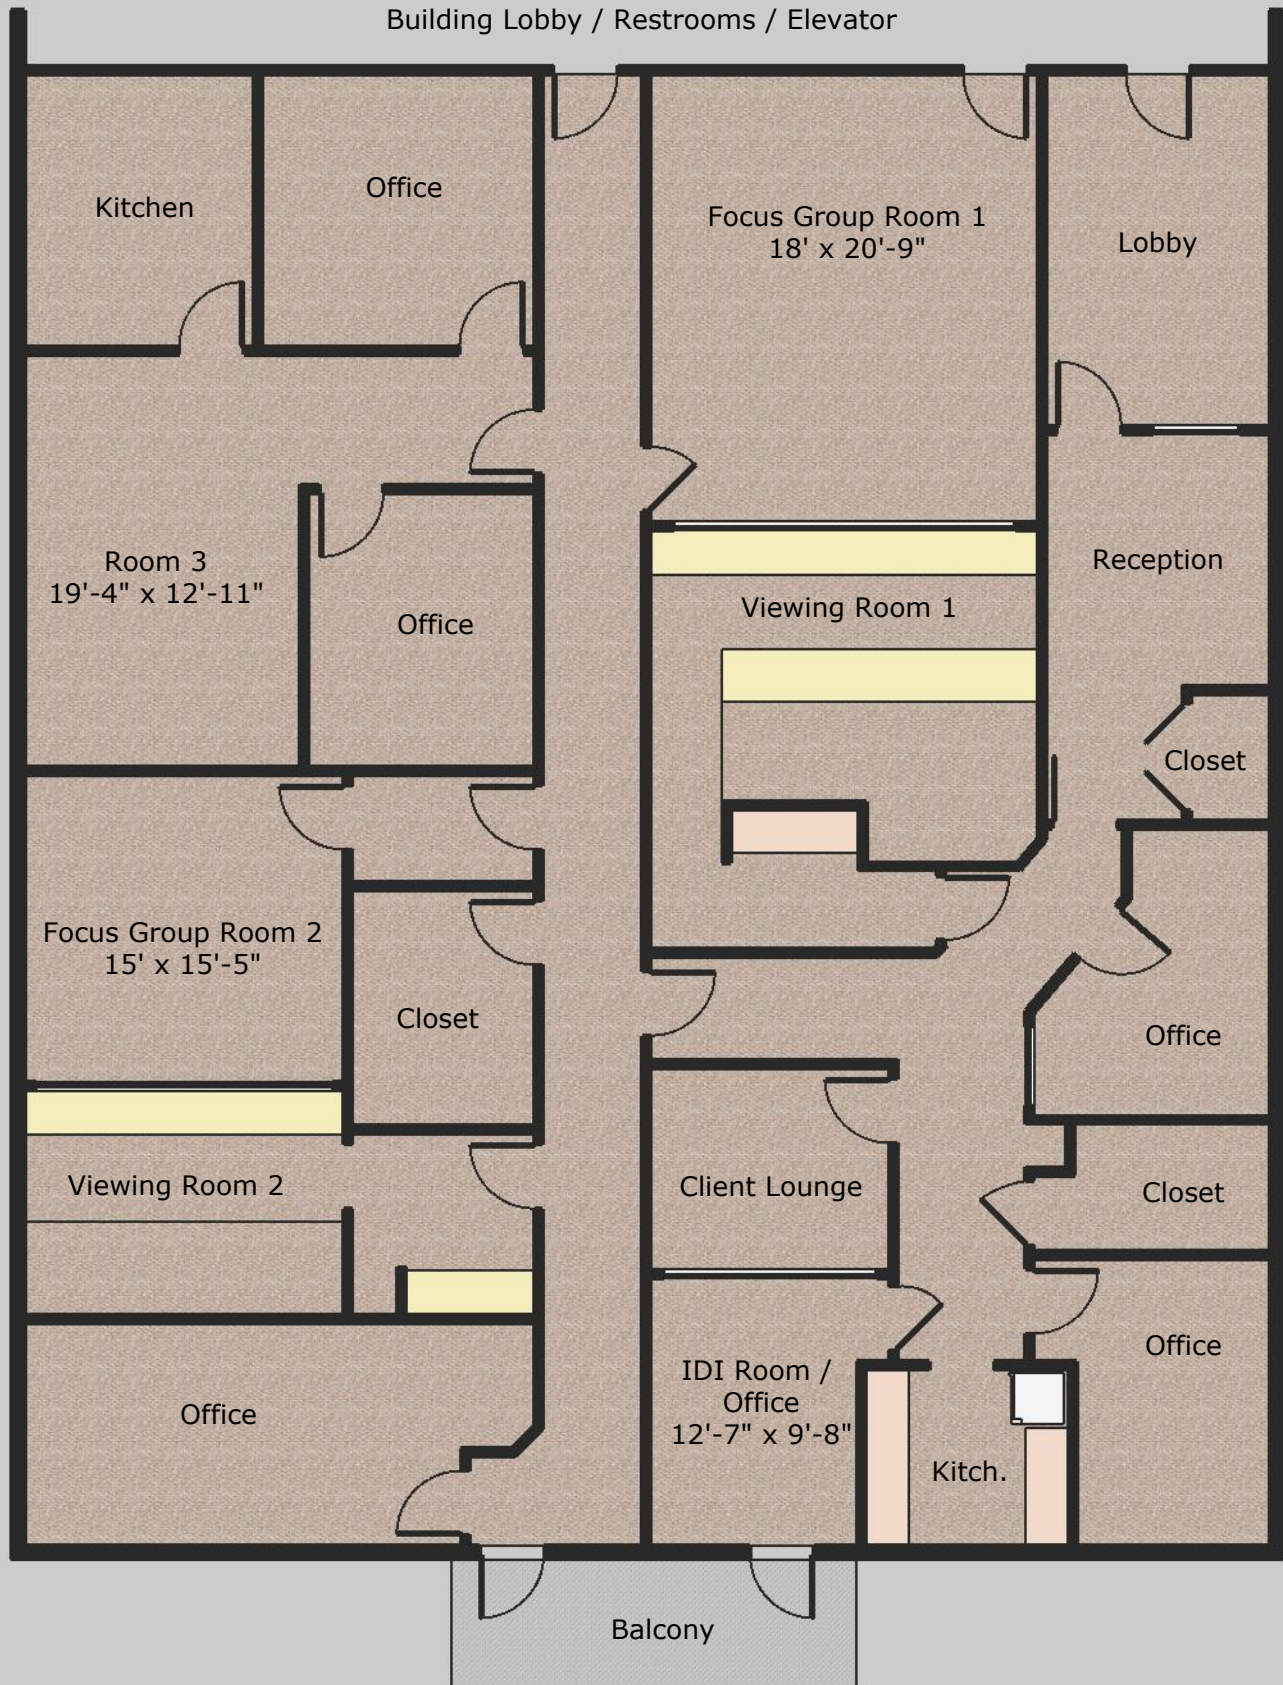 Building Lobby / Restrooms / Elevator
Kitchen
Office
Focus Group Room 1
18' x 20'-9"
Lobby
Room 3
19'-4" x 12'-11"
Office
Viewing Room 1
Reception
Closet
Focus Group Room 2
15' x 15'-5"
Closet
Office
Viewing Room 2
Client Lounge
Closet
Office
IDI Room /
Office
12'-7" x 9'-8"
Kitch.
Office
Balcony